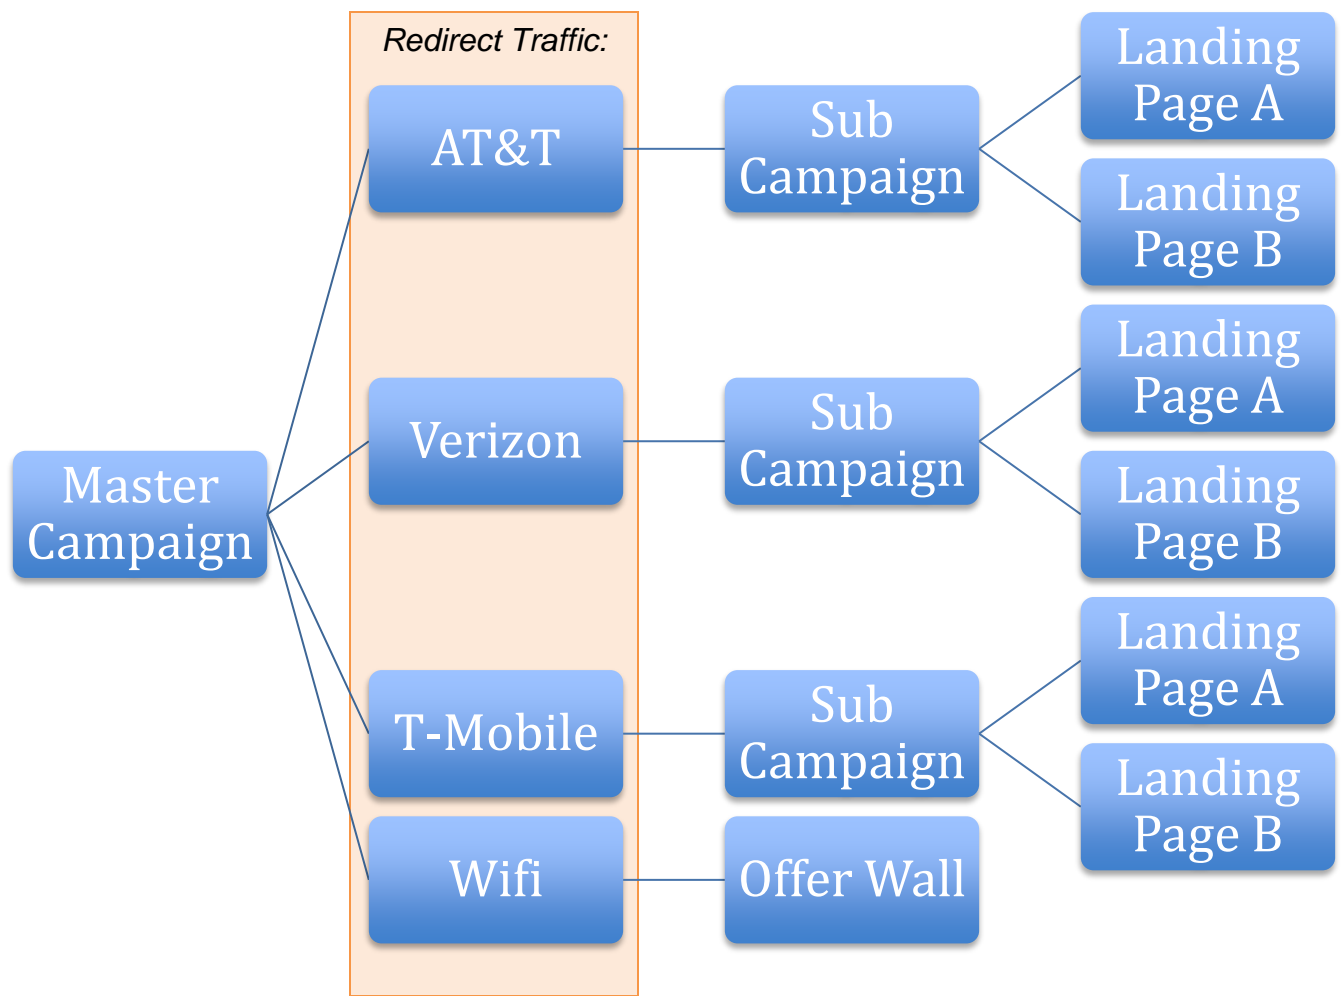 Redirect Traffic:
Master
Campaign
AT&T
Sub
Campaign
Landing
Page A
Landing
Page B
Verizon
Sub
Campaign
Landing
Page A
Landing
Page B
T-Mobile
Sub
Campaign
Landing
Page A
Landing
Page B
Wifi
Offer Wall